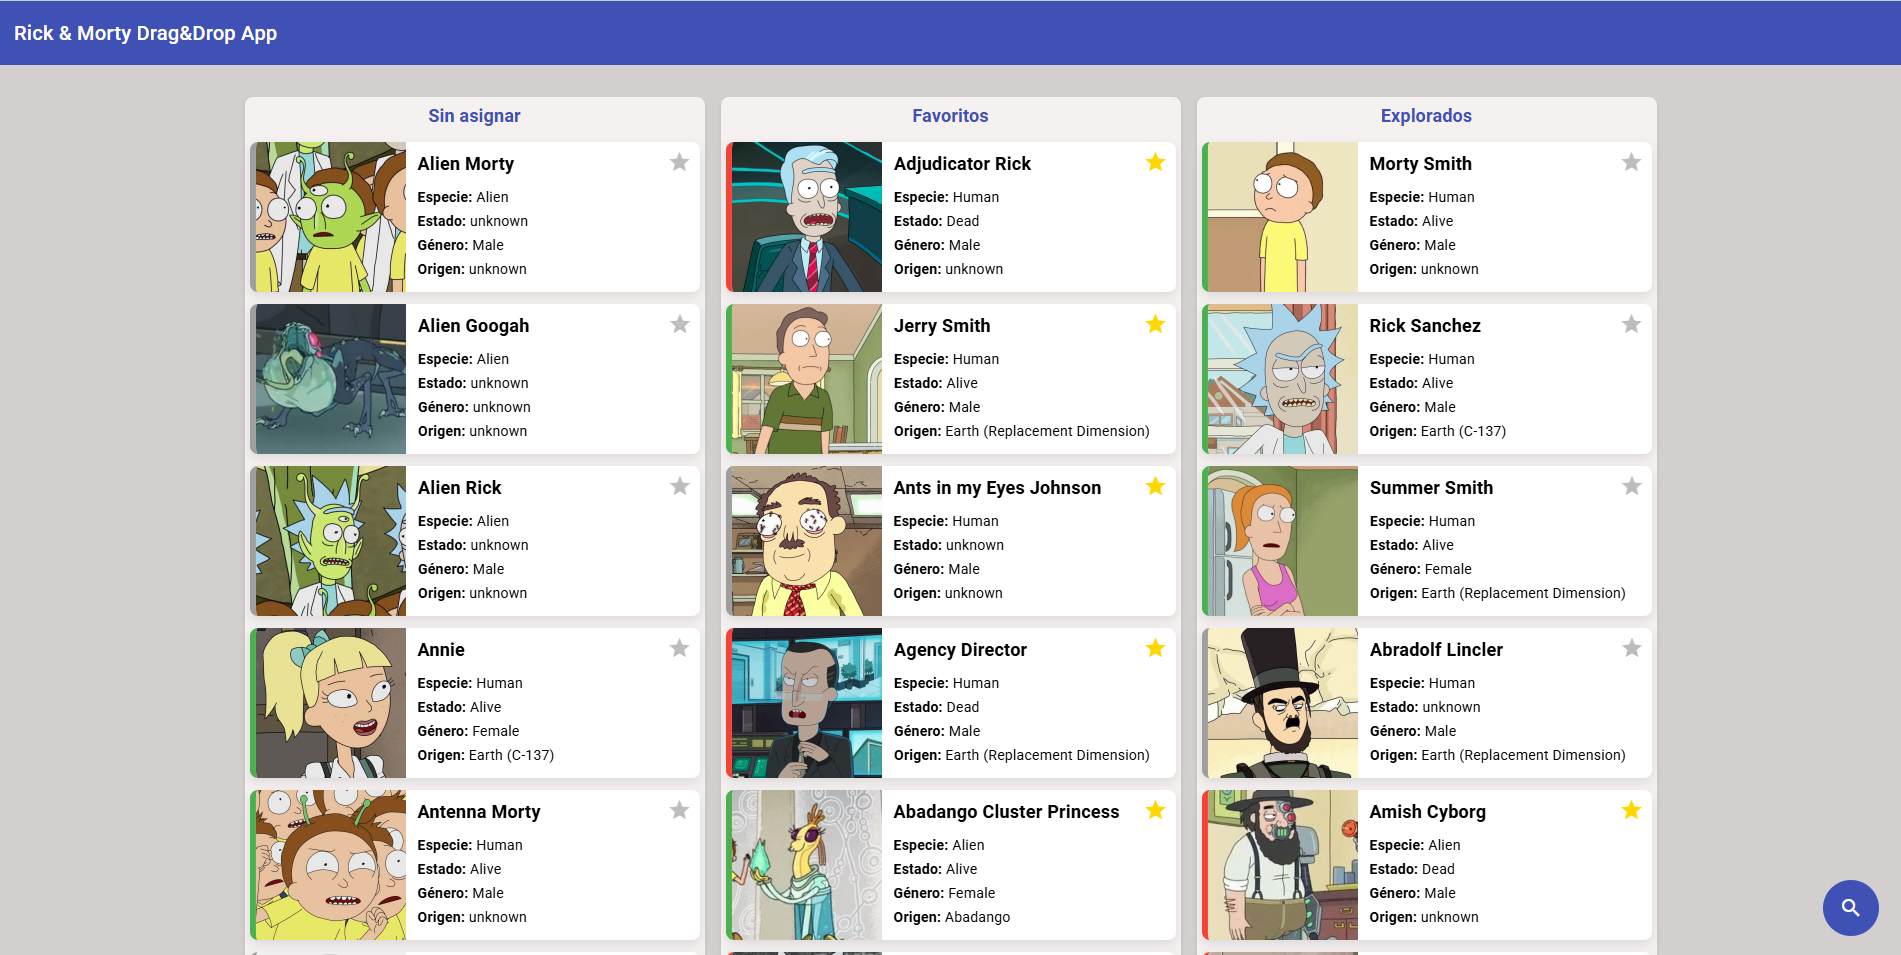 Rick & Morty Drag&Drop App
Sin asignar
Alien Morty
Especie: Alien
Estado: unknown
Género: Male
Origen: unknown
Alien Googah
Especie: Alien
Estado: unknown
Género: unknown
Origen: unknown
Alien Rick
Especie: Alien
Estado: unknown
Género: Male
Origen: unknown
Annie
Especie: Human
Estado: Alive
Género: Female
Origen: Earth (C-137)
Antenna Morty
Especie: Human
Estado: Alive
Género: Male
Origen: unknown
Favoritos
Adjudicator Rick
Especie: Human
Estado: Dead
Género: Male
Origen: unknown
Jerry Smith
Especie: Human
Estado: Alive
Género: Male
Origen: Earth (Replacement Dimension)
Ants in my Eyes Johnson
Especie: Human
Estado: unknown
Género: Male
Origen: unknown
Agency Director
Especie: Human
Estado: Dead
Género: Male
Origen: Earth (Replacement Dimension)
Abadango Cluster Princess
Especie: Alien
Estado: Alive
Género: Female
Origen: Abadango
Explorados
Morty Smith
Especie: Human
Estado: Alive
Género: Male
Origen: unknown
Rick Sanchez
Especie: Human
Estado: Alive
Género: Male
Origen: Earth (C-137)
Summer Smith
Especie: Human
Estado: Alive
Género: Female
Origen: Earth (Replacement Dimension)
Abradolf Lincler
Especie: Human
Estado: unknown
Género: Male
Origen: Earth (Replacement Dimension)
Amish Cyborg
Especie: Alien
Estado: Dead
Género: Male
Origen: unknown